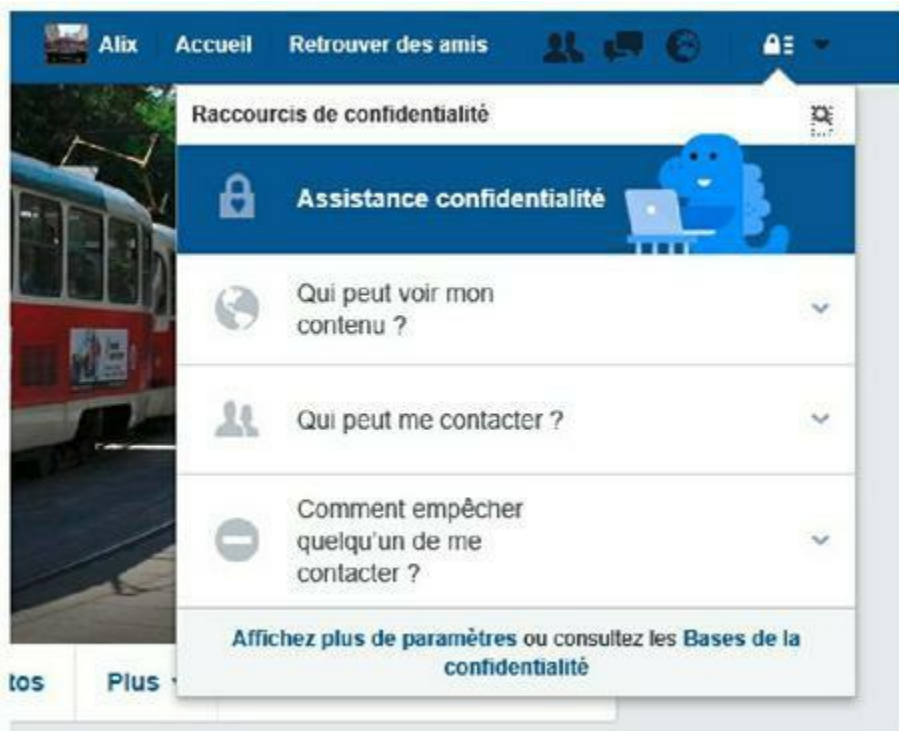 Alix Accueil Retrouver des amis
Raccourcis de confidentialité
Assistance confidentialité
Qui peut voir mon
contenu ?
Qui peut me contacter ?
Comment empêcher
quelqu'un de me
contacter ?
Affichez plus de paramètres ou consultez les Bases de la
confidentialité
tos Plus